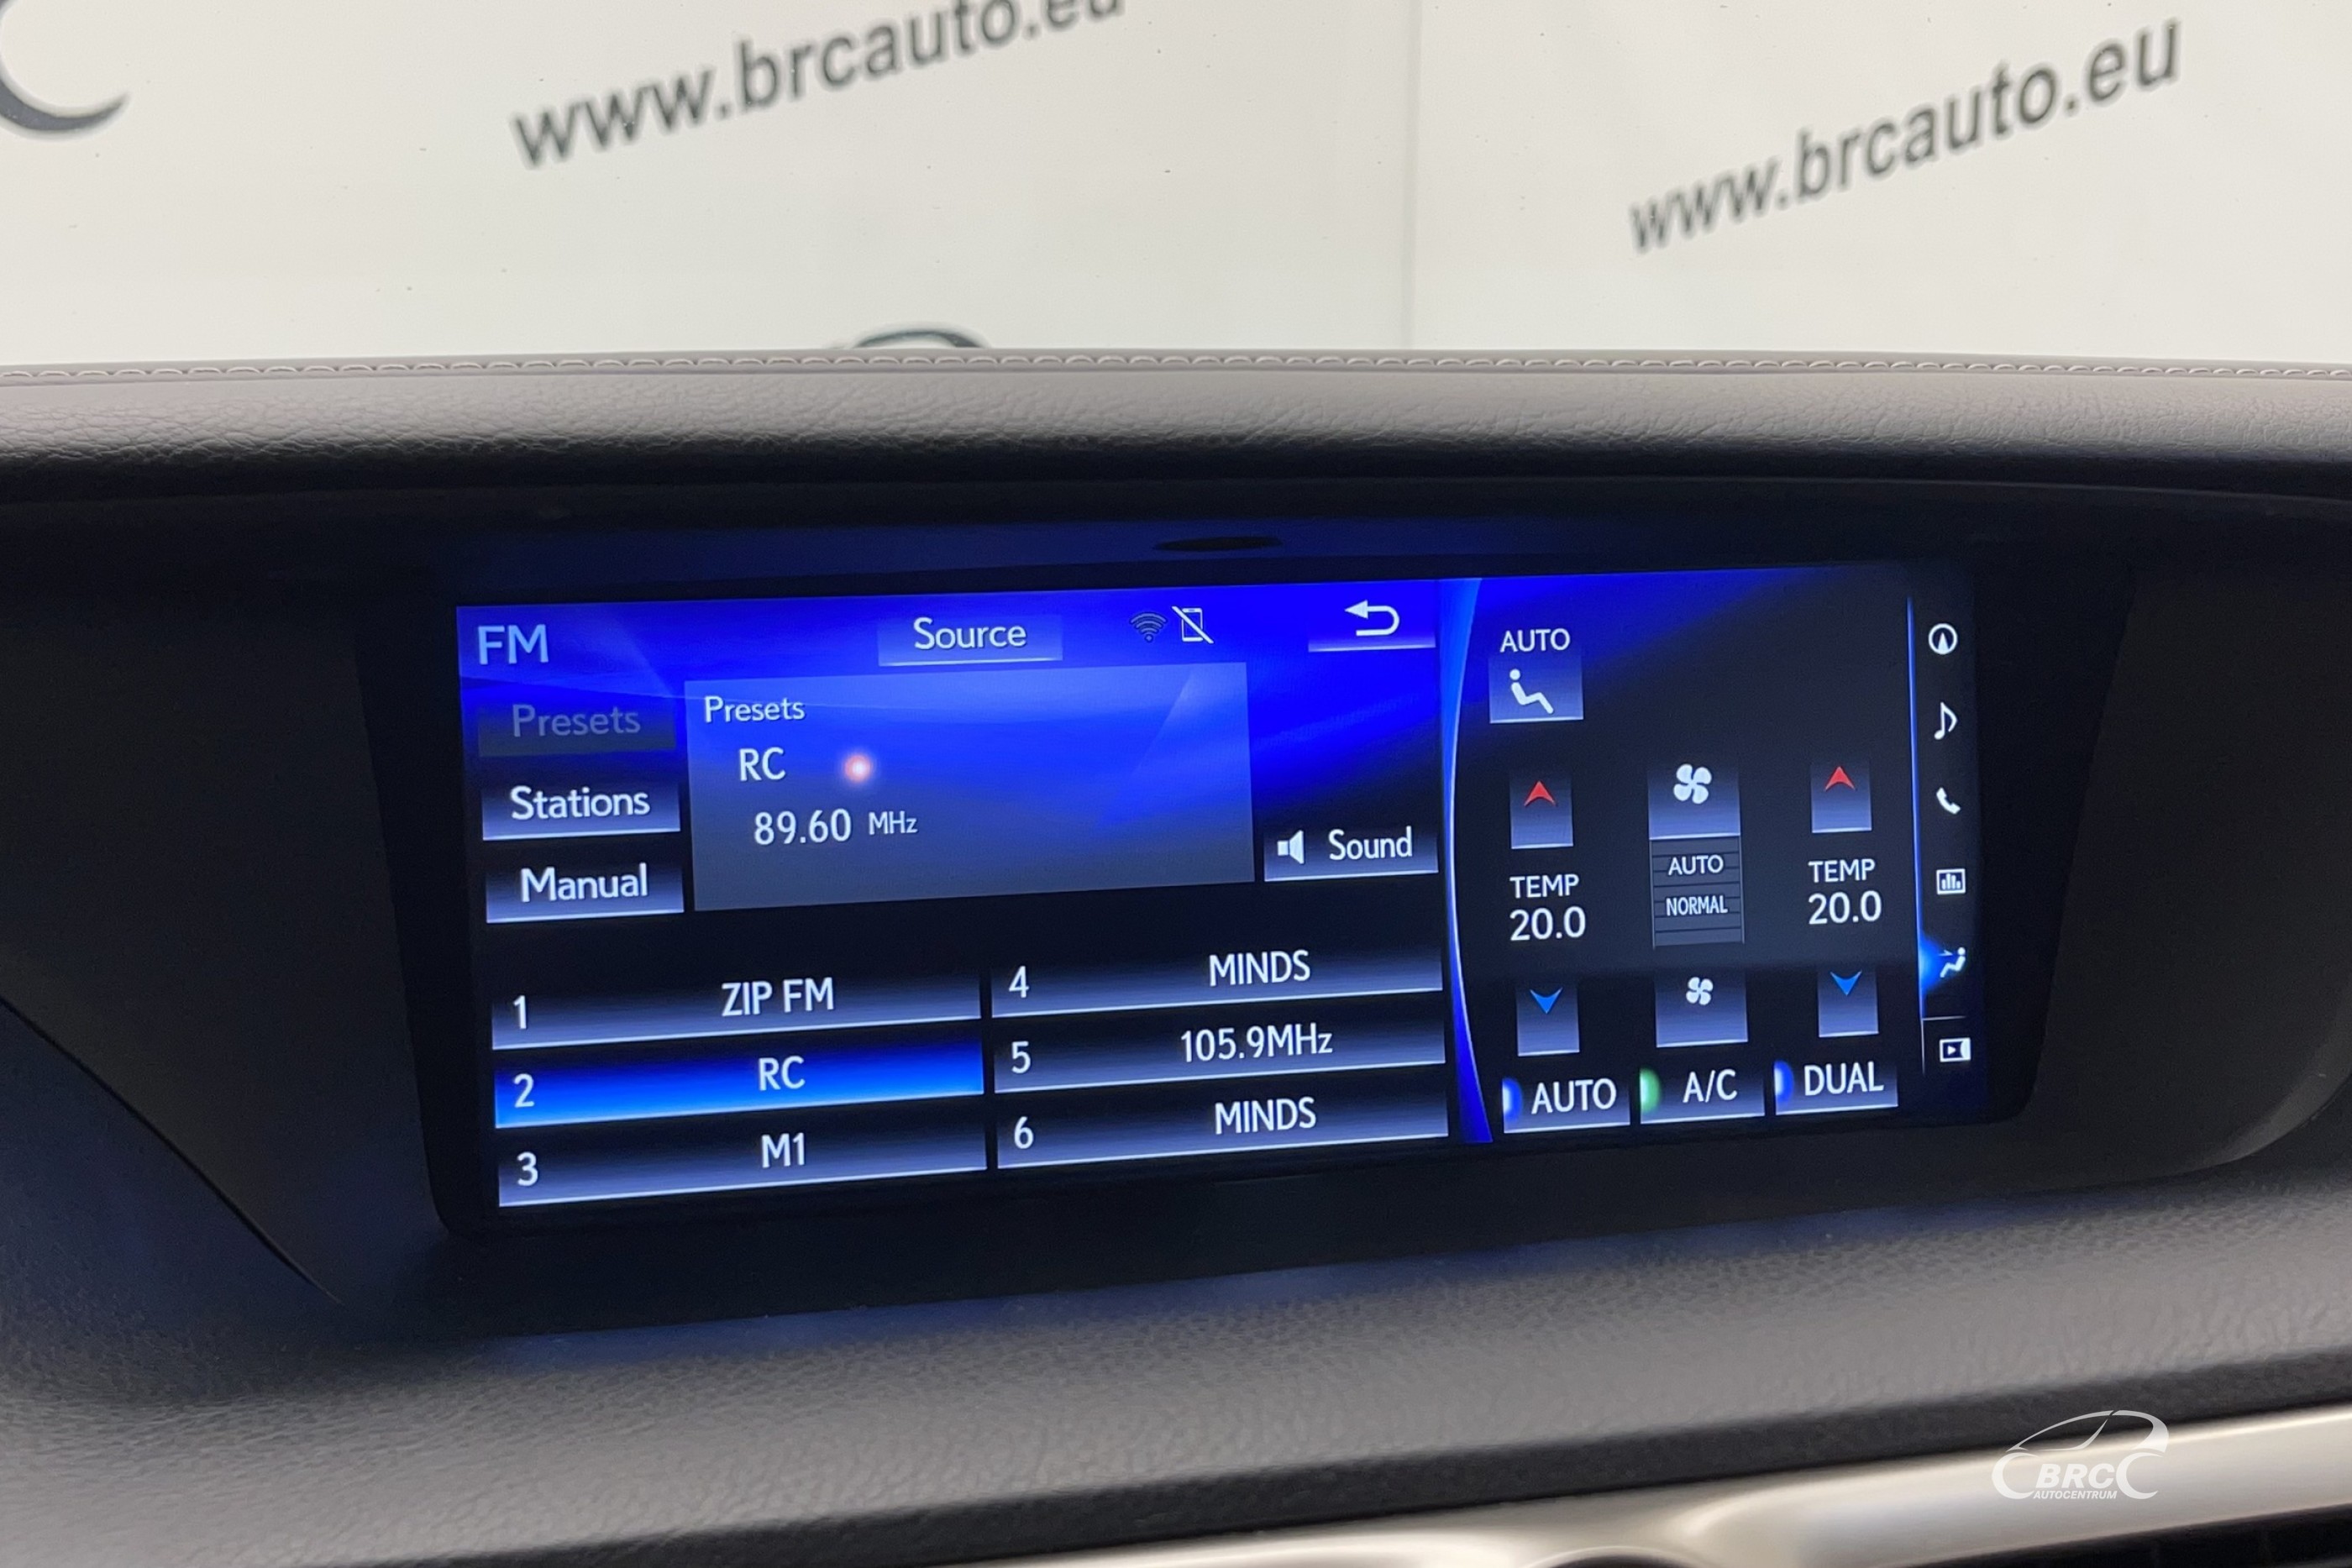 www.brcauto.eu
www.brcauto.eu
FM
Source
Presets
Stations
Manual
Presets
RC
89.60 MHz
Sound
1 ZIP FM
2 RC
3 M1
4 MINDS
5 105.9MHz
6 MINDS
AUTO
TEMP
20.0
AUTO
NORMAL
TEMP
20.0
AUTO
A/C
DUAL
BRC
AUTOCENTRUM